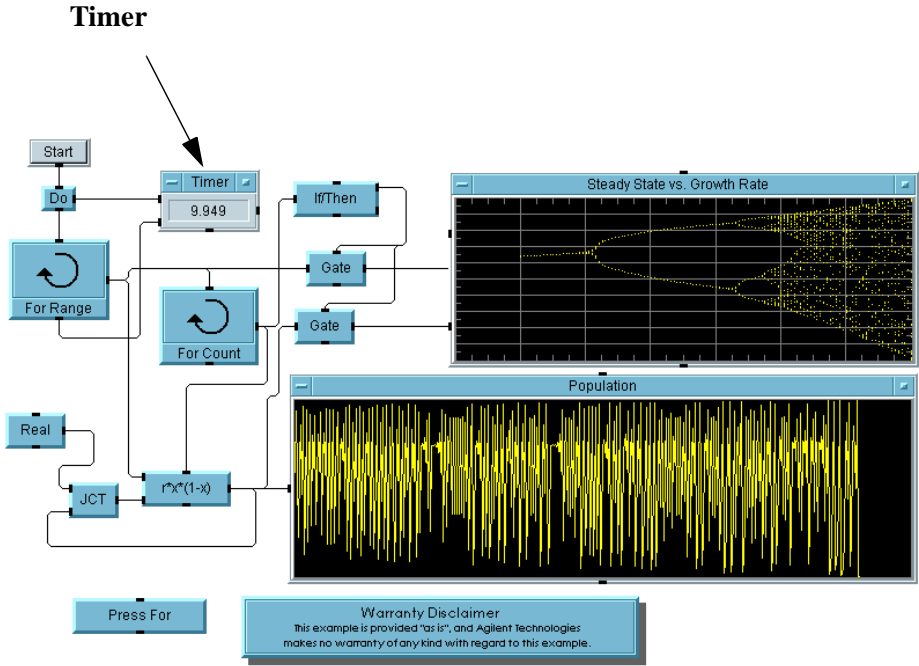 Timer
Start
Do
Timer
9.949
If/Then
Steady State vs. Growth Rate
For Range
For Count
Gate
Gate
Population
Real
JCT
r*x*(1-x)
Press For
Warranty Disclaimer
This example is provided "as is", and Agilent Technologies
makes no warranty of any kind with regard to this example.